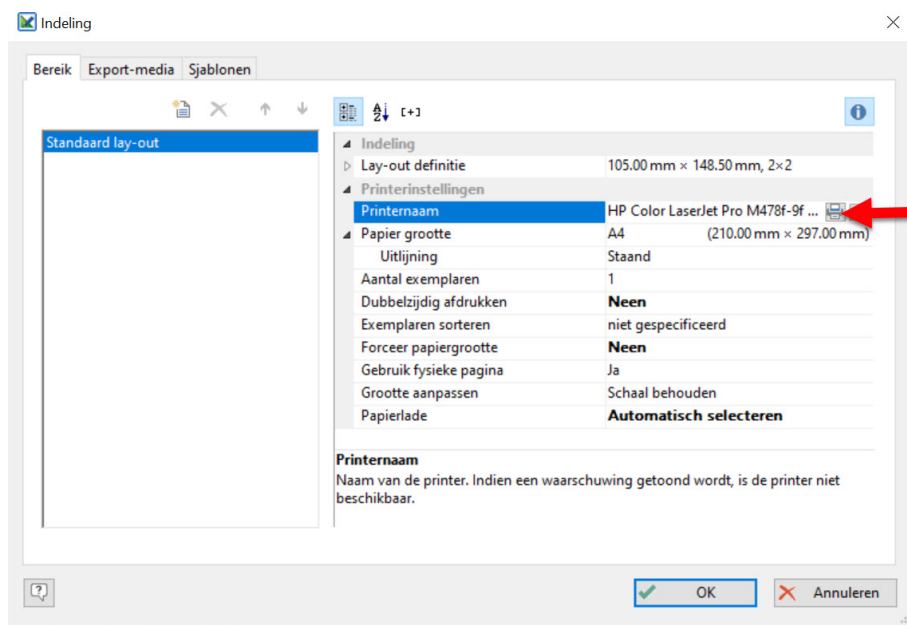 Indeling
Bereik Export-media Sjablonen
[+]
Standaard lay-out
Indeling
Lay-out definitie 105.00 mm × 148.50 mm, 2×2
Printerinstellingen
Printernaam HP Color LaserJet Pro M478f-9f ...
Papier grootte A4 (210.00 mm × 297.00 mm)
Uitlijning Staand
Aantal exemplaren 1
Dubbelzijdig afdrukken Neen
Exemplaren sorteren niet gespecificeerd
Forceer papiergrootte Neen
Gebruik fysieke pagina Ja
Grootte aanpassen Schaal behouden
Papierlade Automatisch selecteren
Printernaam
Naam van de printer. Indien een waarschuwing getoond wordt, is de printer niet
beschikbaar.
OK Annuleren